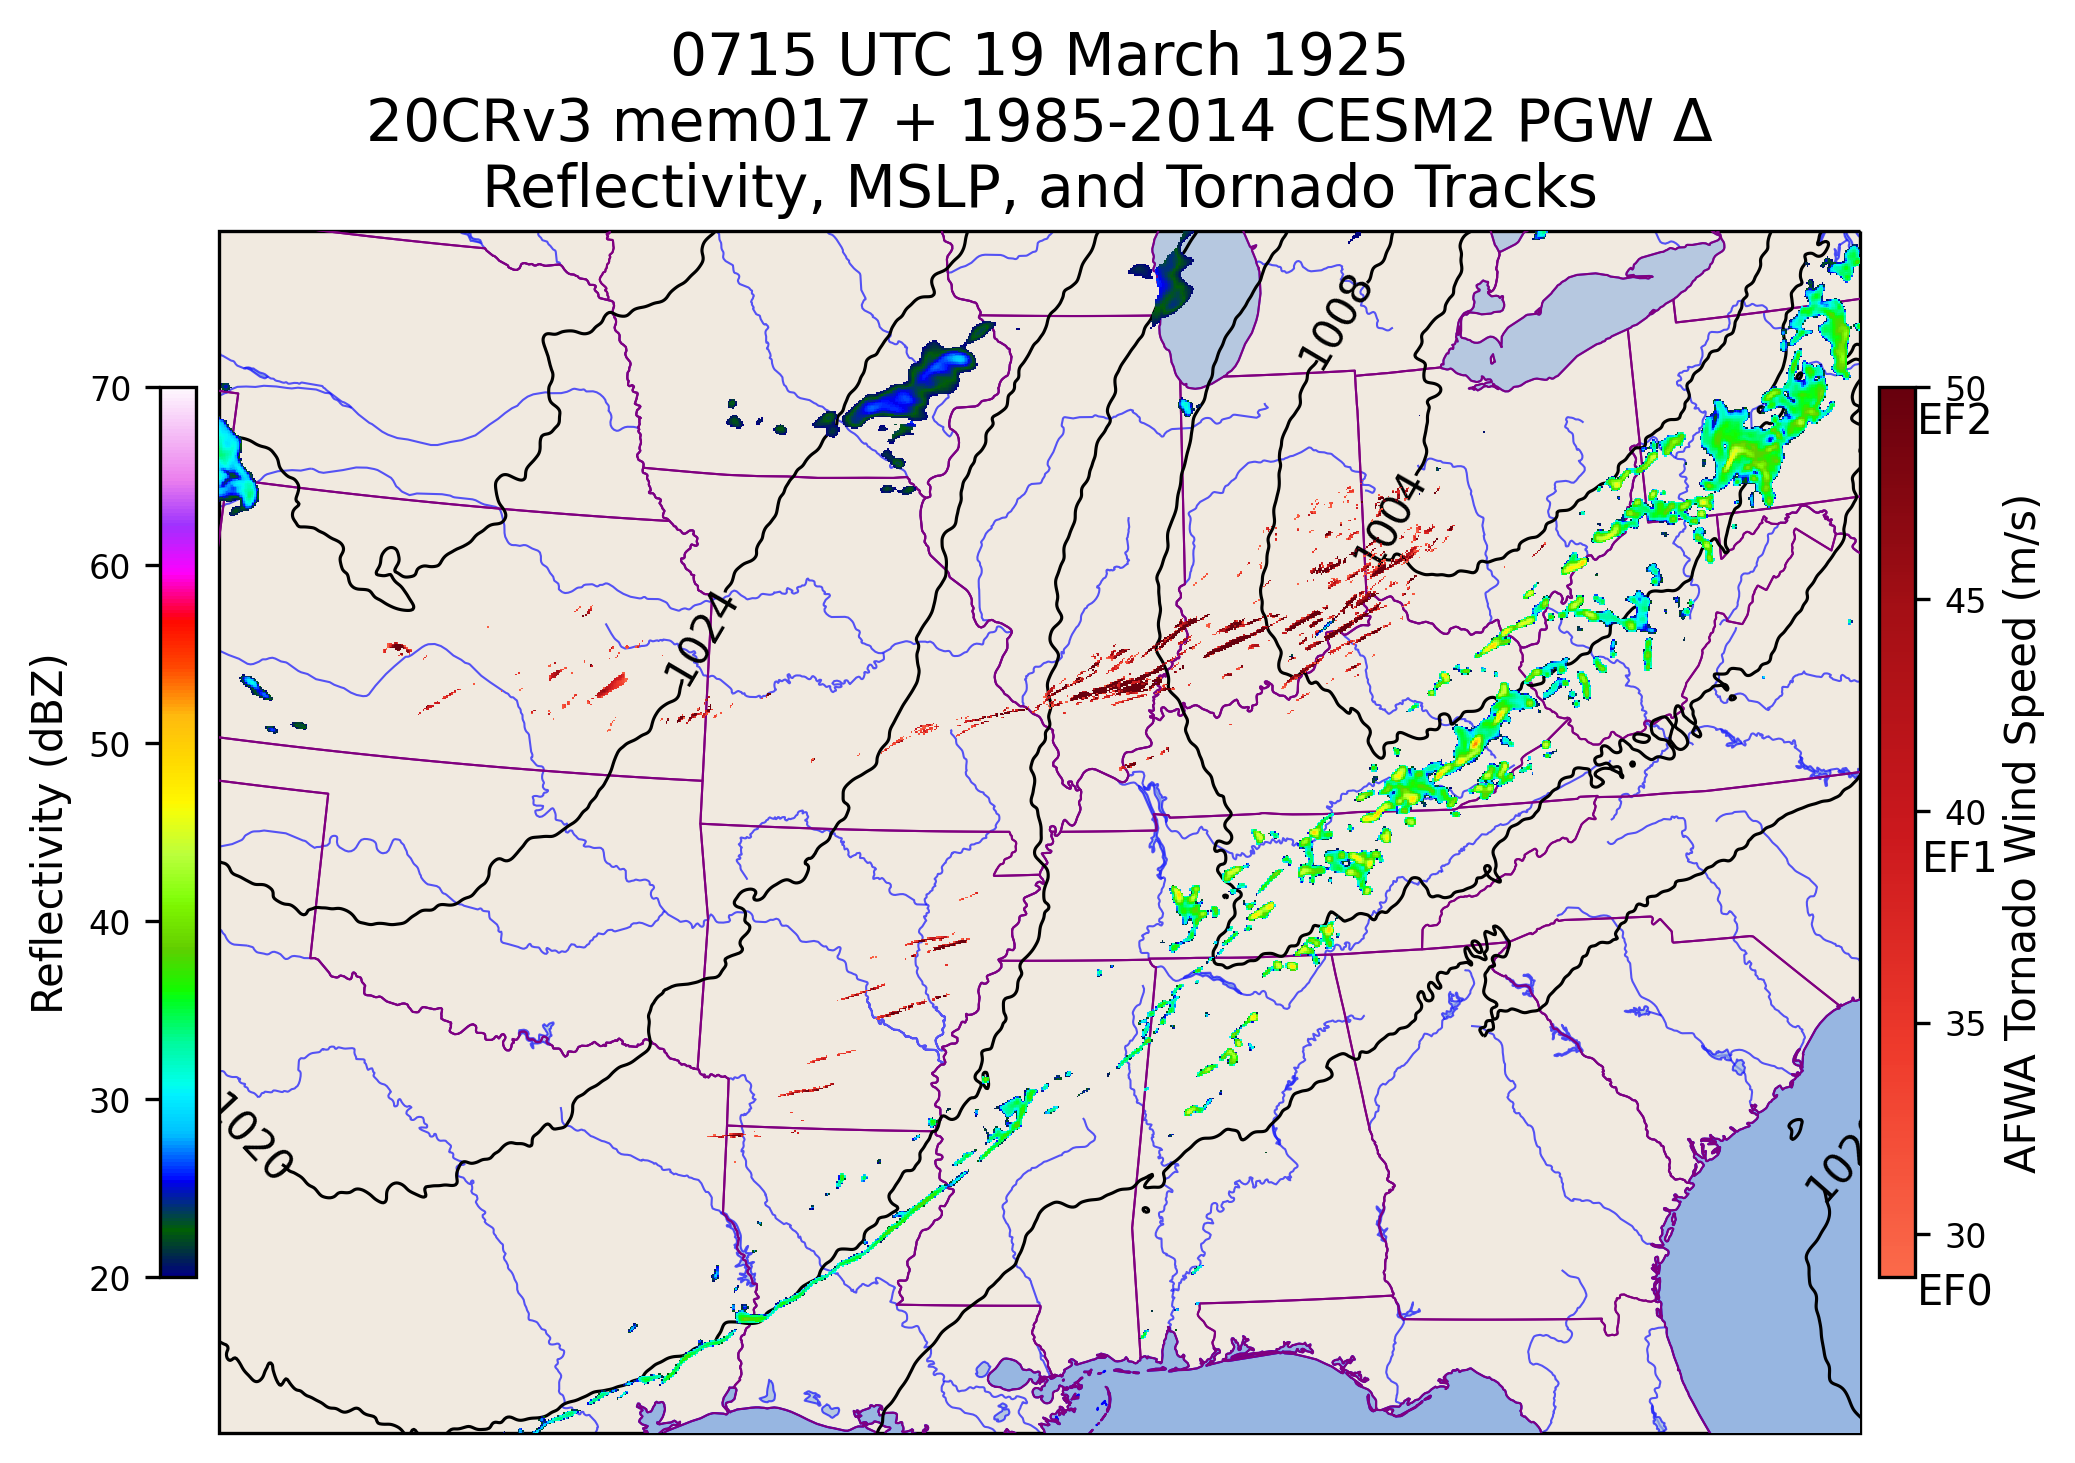 0715 UTC 19 March 1925
20CRv3 mem017 + 1985-2014 CESM2 PGW Δ
Reflectivity, MSLP, and Tornado Tracks
Reflectivity (dBZ)
70
60
50
40
30
20
1008
1004
1024
1020
50
EF2
45
40
EF1
35
30
EF0
AFWA Tornado Wind Speed (m/s)